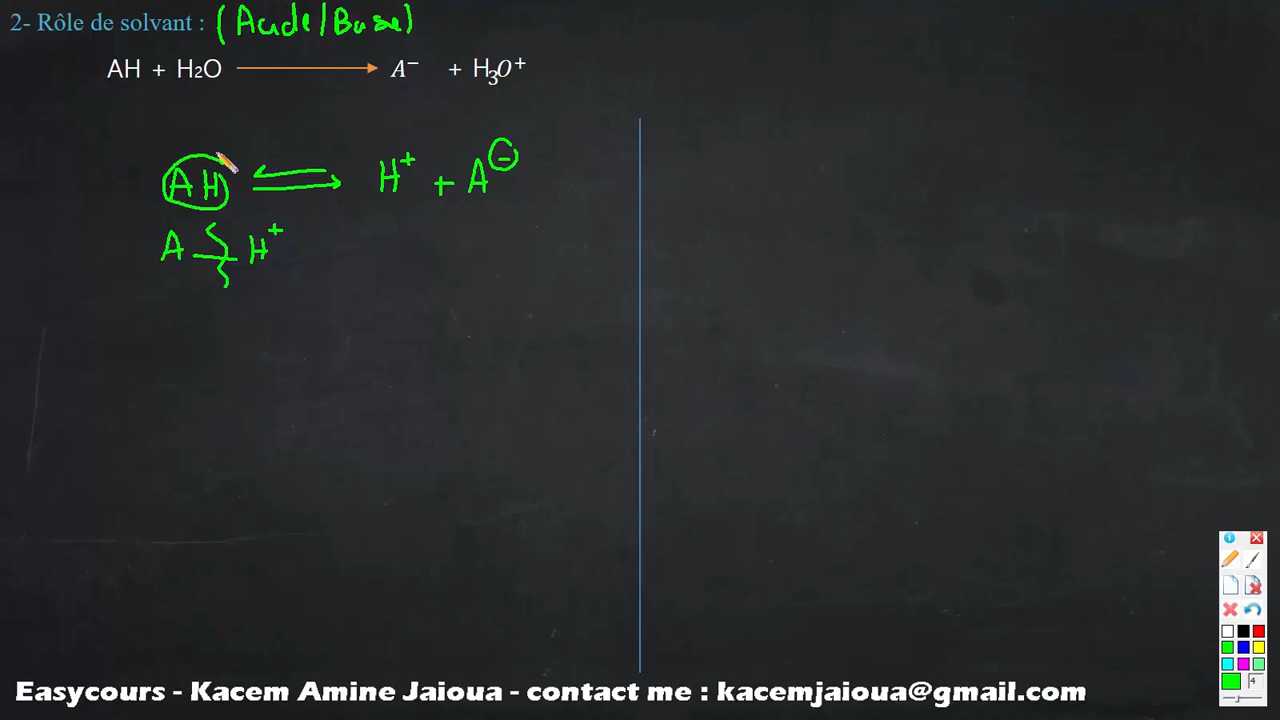 2- Rôle de solvant : (Acide/Base)
AH + H₂O ⟶ A⁻ + H₃O⁺
AH ⇌ H⁺ + A⁻
A H⁺
Easycours - Kacem Amine Jaioua - contact me : kacemjaioua@gmail.com
4